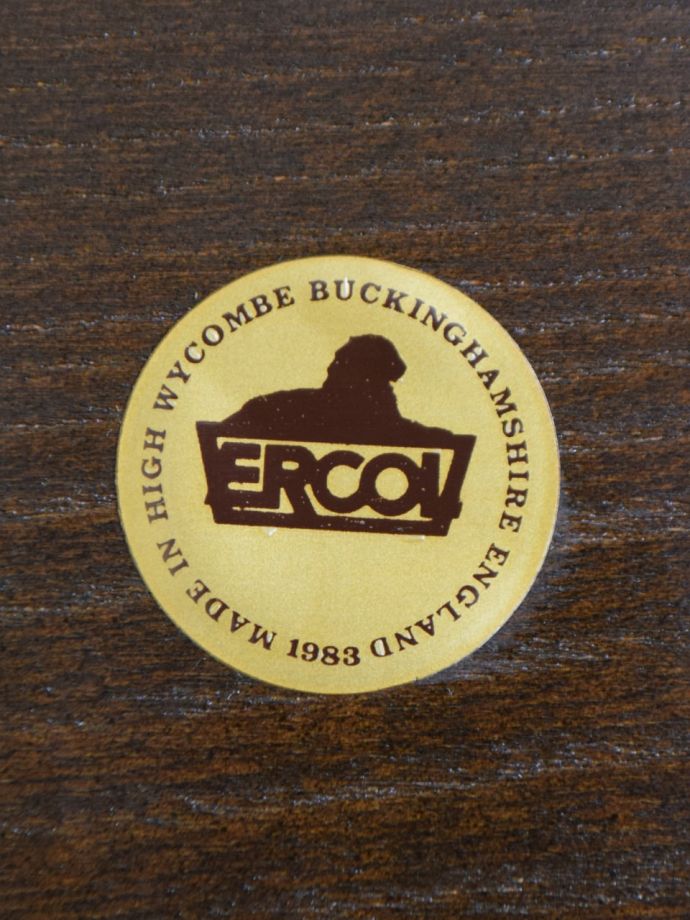 MADE IN HIGH WYCOMBE BUCKINGHAMSHIRE ENGLAND
ERCOL
1983